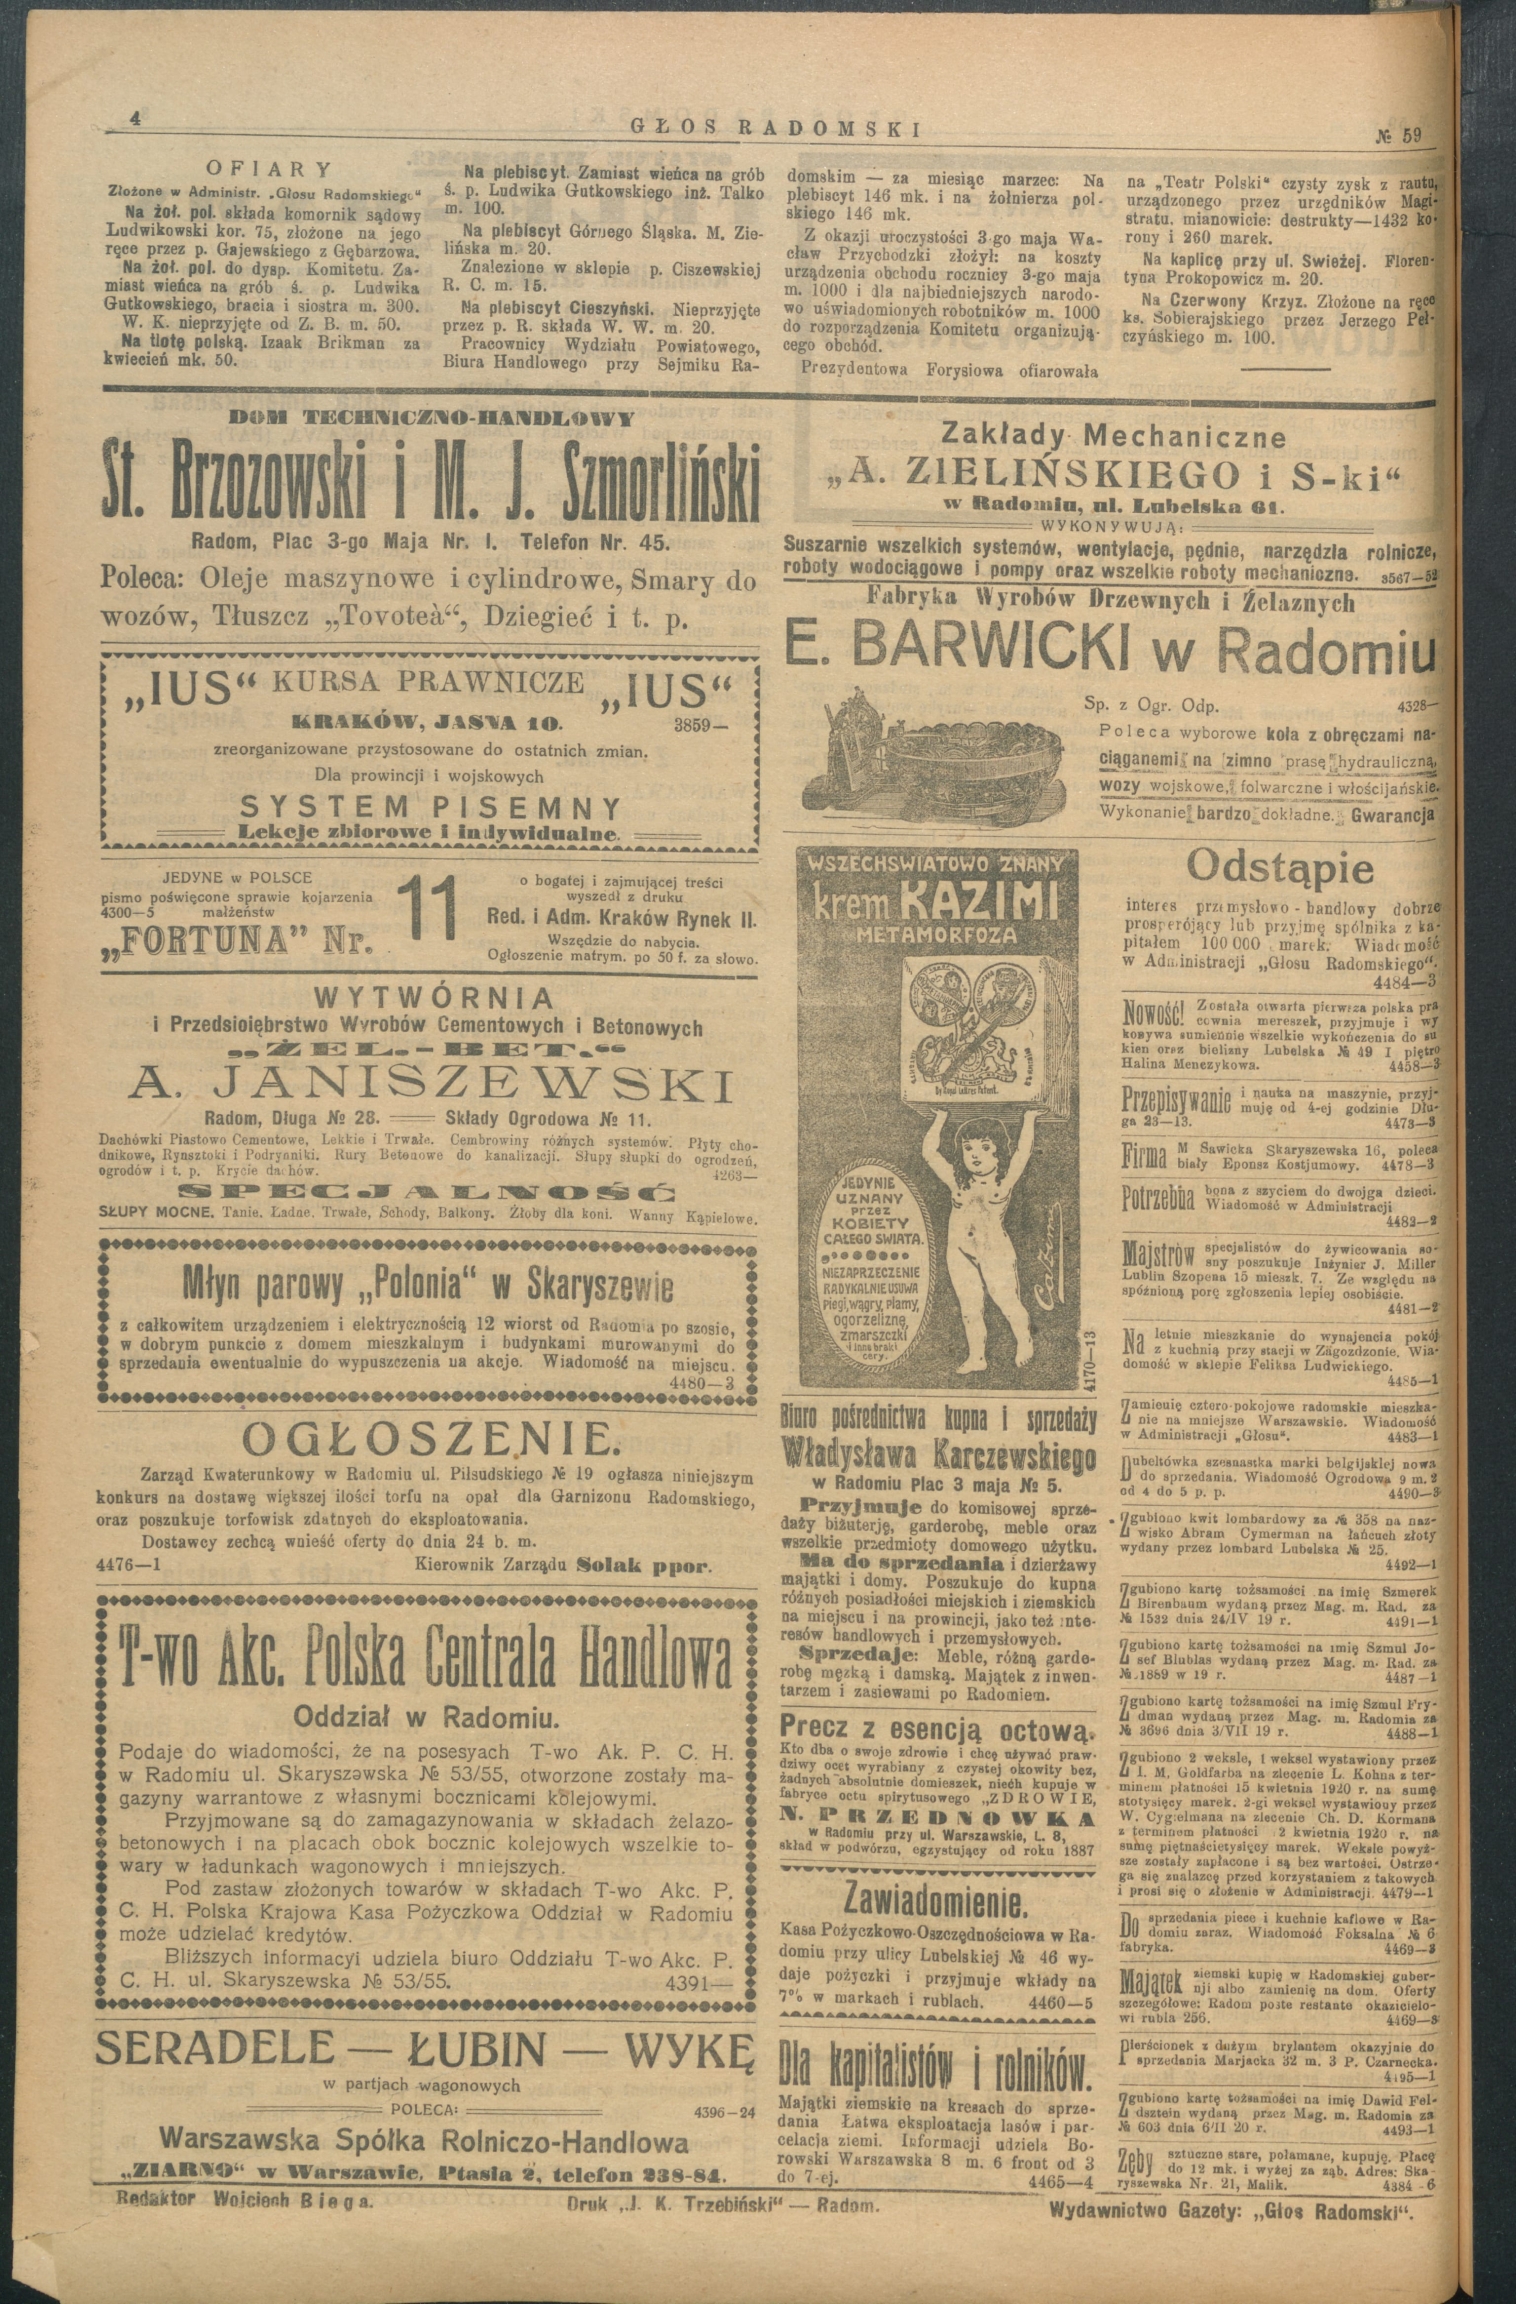 4
GŁOS RADOMSKI
№ 59
OFIARY
Złożone w Administr. „Głosu Radomskiego“
Na żoł. pol. składa komornik sądowy
Ludwikowski kor. 75, złożone na jego
ręce przez p. Gajewskiego z Gębarzowa.
Na żoł. pol. do dysp. Komitetu. Za-
miast wieńca na grób ś. p. Ludwika
Gutkowskiego, bracia i siostra m. 300.
W. K. nieprzyjęte od Z. B. m. 50.
Na flotę polską. Izaak Brikman za
kwiecień mk. 50.
Na plebiscyt. Zamiast wieńca na grób
ś. p. Ludwika Gutkowskiego inż. Talko
m. 100.
Na plebiscyt Górnego Śląska. M. Zie-
lińska m. 20.
Znalezione w sklepie p. Ciszewskiej
R. C. m. 15.
Na plebiscyt Cieszyński. Nieprzyjęte
przez p. R. składa W. W. m. 20.
Pracownicy Wydziału Powiatowego,
Biura Handlowego przy Sejmiku Ra-
domskim — za miesiąc marzec: Na
plebiscyt 146 mk. i na żołnierza pol-
skiego 146 mk.
Z okazji uroczystości 3-go maja Wa-
cław Przychodzki złożył: na koszty
urządzenia obchodu rocznicy 3-go maja
m. 1000 i dla najbiedniejszych narodo-
wo uświadomionych robotników m. 1000
do rozporządzenia Komitetu organizują-
cego obchód.
Prezydentowa Forysiowa ofiarowała
na „Teatr Polski“ czysty zysk z rautu,
urządzonego przez urzędników Magi-
stratu. mianowicie: destrukty—1432 ko-
rony i 260 marek.
Na kaplicę przy ul. Swieżej. Floren-
tyna Prokopowicz m. 20.
Na Czerwony Krzyz. Złożone na ręce
ks. Sobierajskiego przez Jerzego Peł-
czyńskiego m. 100.
DOM TECHNICZNO-HANDLOWY
St. Brzozowski i M. J. Szmorliński
Radom, Plac 3-go Maja Nr. I. Telefon Nr. 45.
Poleca: Oleje maszynowe i cylindrowe, Smary do
wozów, Tłuszcz „Tovoteà“, Dziegieć i t. p.
„IUS“ KURSA PRAWNICZE „IUS“
KRAKÓW, JASNA 10.
3859—
zreorganizowane przystosowane do ostatnich zmian.
Dla prowincji i wojskowych
SYSTEM PISEMNY
Lekcje zbiorowe i indywidualne.
JEDYNE w POLSCE
pismo poświęcone sprawie kojarzenia
4300—5 małżeństw
„FORTUNA” Nr.
11
o bogatej i zajmującej treści
wyszedł z druku
Red. i Adm. Kraków Rynek II.
Wszędzie do nabycia.
Ogłoszenie matrym. po 50 f. za słowo.
WYTWÓRNIA
i Przedsięiębrstwo Wyrobów Cementowych i Betonowych
„ŻEL.-BET.“
A. JANISZEWSKI
Radom, Długa № 28. Składy Ogrodowa № 11.
Dachówki Piastowo Cementowe, Lekkie i Trwałe. Cembrowiny różnych systemów. Płyty cho-
dnikowe, Rynsztoki i Podrynniki. Rury Betonowe do kanalizacji. Słupy słupki do ogrodzeń,
ogrodów i t. p. Krycie dachów. 4263—
SPECJALNOŚĆ
SŁUPY MOCNE. Tanie. Ładne. Trwałe, Schody. Balkony. Żłoby dla koni. Wanny Kąpielowe.
Młyn parowy „Polonia“ w Skaryszewie
z całkowitem urządzeniem i elektrycznością 12 wiorst od Radomia po szosie,
w dobrym punkcie z domem mieszkalnym i budynkami murowanymi do
sprzedania ewentualnie do wypuszczenia na akcje. Wiadomość na miejscu.
4480—3
OGŁOSZENIE.
Zarząd Kwaterunkowy w Radomiu ul. Piłsudskiego № 19 ogłasza niniejszym
konkurs na dostawę większej ilości torfu na opał dla Garnizonu Radomskiego,
oraz poszukuje torfowisk zdatnych do eksploatowania.
Dostawcy zechcą wnieść oferty do dnia 24 b. m.
4476—1 Kierownik Zarządu Solak ppor.
T-wo Akc. Polska Centrala Handlowa
Oddział w Radomiu.
Podaje do wiadomości, że na posesyach T-wo Ak. P. C. H.
w Radomiu ul. Skaryszewska № 53/55, otworzone zostały ma-
gazyny warrantowe z własnymi bocznicami kolejowymi.
Przyjmowane są do zamagazynowania w składach żelazo-
betonowych i na placach obok bocznic kolejowych wszelkie to-
wary w ładunkach wagonowych i mniejszych.
Pod zastaw złożonych towarów w składach T-wo Akc. P.
C. H. Polska Krajowa Kasa Pożyczkowa Oddział w Radomiu
może udzielać kredytów.
Bliższych informacyi udziela biuro Oddziału T-wo Akc. P.
C. H. ul. Skaryszewska № 53/55. 4391—
SERADELE — ŁUBIN — WYKĘ
w partjach wagonowych
POLECA:
4396—24
Warszawska Spółka Rolniczo-Handlowa
„ZIARNO“ w Warszawie, Ptasia 2, telefon 238-84.
Zakłady Mechaniczne
„A. ZIELIŃSKIEGO i S-ki“
w Radomiu, ul. Lubelska 61.
WYKONYWUJĄ:
Suszarnie wszelkich systemów, wentylacje, pędnie, narzędzia rolnicze,
roboty wodociągowe i pompy oraz wszelkie roboty mechaniczne. 3567—52
Fabryka Wyrobów Drzewnych i Żelaznych
E. BARWICKI w Radomiu
Sp. z Ogr. Odp. 4328—
Poleca wyborowe koła z obręczami na-
ciąganemi na zimno prasę hydrauliczną,
wozy wojskowe, folwarczne i włościjańskie.
Wykonanie bardzo dokładne. Gwarancja
WSZECHSWIATOWO ZNANY
krem KAZIMI
METAMORFOZA
By Royal Letters Patent.
JEDYNIE
UZNANY
przez
KOBIETY
CAŁEGO SWIATA.
NIEZAPRZECZENIE
RADYKALNIE USUWA
piegi, wągry, plamy,
ogorzeliznę,
zmarszczki
i inne braki
cery.
4170—13
Biuro pośrednictwa kupna i sprzedaży
Władysława Karczewskiego
w Radomiu Plac 3 maja № 5.
Przyjmuje do komisowej sprze-
daży biżuterję, garderobę, meble oraz
wszelkie przedmioty domowego użytku.
Ma do sprzedania i dzierżawy
majątki i domy. Poszukuje do kupna
różnych posiadłości miejskich i ziemskich
na miejscu i na prowincji, jako też inte-
resów handlowych i przemysłowych.
Sprzedaje: Meble, różną garde-
robę męzką i damską. Majątek z inwen-
tarzem i zasiewami po Radomiem.
Precz z esencją octową.
Kto dba o swoje zdrowie i chcę używać praw-
dziwy ocet wyrabiany z czystej okowity bez,
żadnych absolutnie domieszek, niech kupuje w
fabryce octu spirytusowego „ZDROWIE,
N. PRZEDNOWKA
w Radomiu przy ul. Warszawskie, L. 8,
skład w podwórzu, egzystujący od roku 1887
Zawiadomienie.
Kasa Pożyczkowo-Oszczędnościowa w Ra-
domiu przy ulicy Lubelskiej № 46 wy-
daje pożyczki i przyjmuje wkłady na
7% w markach i rublach. 4460—5
Dla kapitalistów i rolników.
Majątki ziemskie na kresach do sprze-
dania Łatwa eksploatacja lasów i par-
celacja ziemi. Informacji udziela Bo-
rowski Warszawska 8 m. 6 front od 3
do 7-ej. 4465—4
Odstąpie
interes przemysłowo-handlowy dobrze
prosperójący lub przyjmę spólnika z ka-
pitałem 100 000 marek. Wiadomość
w Administracji „Głosu Radomskiego“.
4484—3
Nowość! Została otwarta pierwsza polska pra
cownia mereszek, przyjmuje i wy
konywa sumiennie wszelkie wykończenia do su
kien oraz bielizny Lubelska № 49 I piętro
Halina Menczykowa. 4458—3
Przepisywanie i nauka na maszynie, przyj-
muję od 4-ej godzinie Dłu-
ga 23—13. 4473—3
Firma M Sawicka Skaryszewska 16, poleca
biały Eponsz Kostjumowy. 4478—3
Potrzebna bona z szyciem do dwojga dzieci.
Wiadomość w Administracji
4482—2
Majstrów specjalistów do żywicowania so-
sny poszukuje Inżynier J. Miller
Lublin Szopena 15 mieszk. 7. Ze względu na
spóźnioną porę zgłoszenia lepiej osobiście.
4481—2
Na letnie mieszkanie do wynajęcia pokój
z kuchnią przy stacji w Zagożdżonie. Wia-
domość w sklepie Feliksa Ludwickiego.
4485—1
Zamienię cztero-pokojowe radomskie mieszka-
nie na mniejsze Warszawskie. Wiadomość
w Administracji „Głosu“. 4483—1
Dubeltówka szesnastka marki belgijskiej nowa
do sprzedania. Wiadomość Ogrodowa 9 m. 2
od 4 do 5 p. p. 4490—3
Zgubiono kwit lombardowy za № 358 na naz-
wisko Abram Cymerman na łańcuch złoty
wydany przez lombard Lubelska № 25.
4492—1
Zgubiono kartę tożsamości na imię Szmerek
Birenbaum wydaną przez Mag. m. Rad. za
№ 1532 dnia 24/IV 19 r. 4491—1
Zgubiono kartę tożsamości na imię Szmul Jo-
sef Blublas wydaną przez Mag. m. Rad. za
№ 1889 w 19 r. 4487—1
Zgubiono kartę tożsamości na imię Szmul Fry-
dman wydaną przez Mag. m. Radomia za
№ 3696 dnia 3/VII 19 r. 4488—1
Zgubiono 2 weksle, 1 weksel wystawiony przez
I. M. Goldfarba na zlecenie L. Kohna z ter-
minem płatności 15 kwietnia 1920 r. na sumę
stotysięcy marek. 2-gi weksel wystawiony przez
W. Cygielmana na zlecenie Ch. D. Kormana
z terminem płatności 2 kwietnia 1920 r. na
sumę piętnaścietysięcy marek. Weksle powyż-
sze zostały zapłacone i są bez wartości. Ostrze-
ga się znalazcę przed korzystaniem z takowych
i prosi się o złożenie w Administracji 4479—1
Do sprzedania piece i kuchnie kaflowe w Ra-
domiu zaraz. Wiadomość Foksalna № 6
fabryka. 4469—3
Majątek ziemski kupię w Radomskiej guber-
nji albo zamienię na dom. Oferty
szczegółowe: Radom poste restante okazicielo-
wi rubla 256. 4469—3
Pierścionek z dużym brylantem okazyjnie do
sprzedania Marjacka 32 m. 3 P. Czarnecka.
4495—1
Zgubiono kartę tożsamości na imię Dawid Fel-
dsztein wydaną przez Mag. m. Radomia za
№ 603 dnia 6/II 20 r. 4493—1
Zęby sztuczne stare, połamane, kupuję. Płacę
do 12 mk. i wyżej za ząb. Adres: Ska-
ryszewska Nr. 21, Malik. 4384—6
Redaktor Wojciech Biega.
Druk „J. K. Trzebiński“ — Radom.
Wydawnictwo Gazety: „Głos Radomski“.